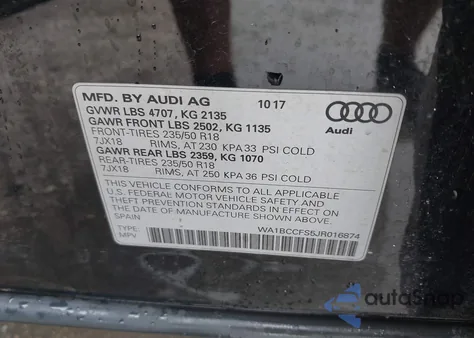 MFD. BY AUDI AG 10 17
GVWR LBS 4707, KG 2135
GAWR FRONT LBS 2502, KG 1135
FRONT-TIRES 235/50 R18
7JX18 RIMS, AT 230 KPA 33 PSI COLD
GAWR REAR LBS 2359, KG 1070
REAR-TIRES 235/50 R18
7JX18 RIMS, AT 250 KPA 36 PSI COLD
Audi
THIS VEHICLE CONFORMS TO ALL APPLICABLE
U.S. FEDERAL MOTOR VEHICLE SAFETY AND
THEFT PREVENTION STANDARDS IN EFFECT ON THE
DATE OF MANUFACTURE SHOWN ABOVE.
SPAIN
TYPE: WA1BCCFS5JR016874
MPV
autoSnap